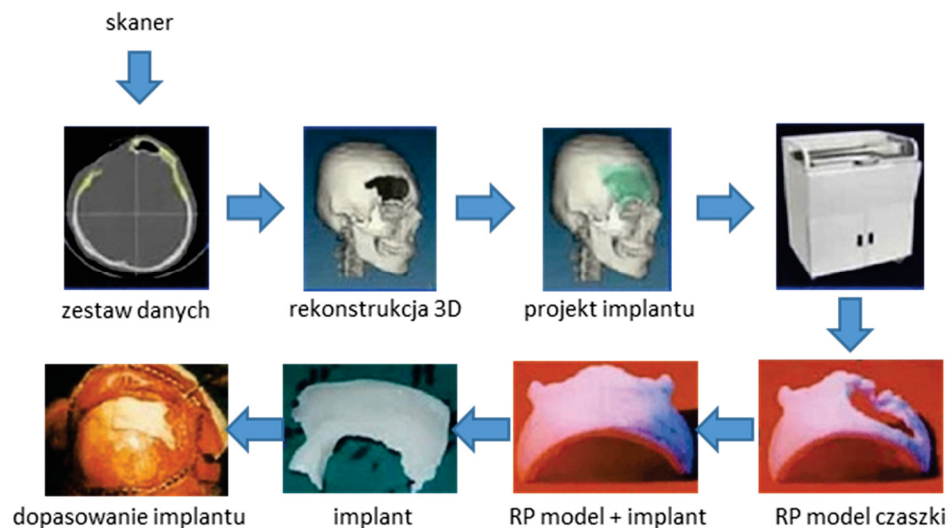 skaner
zestaw danych
rekonstrukcja 3D
projekt implantu
dopasowanie implantu
implant
RP model + implant
RP model czaszki